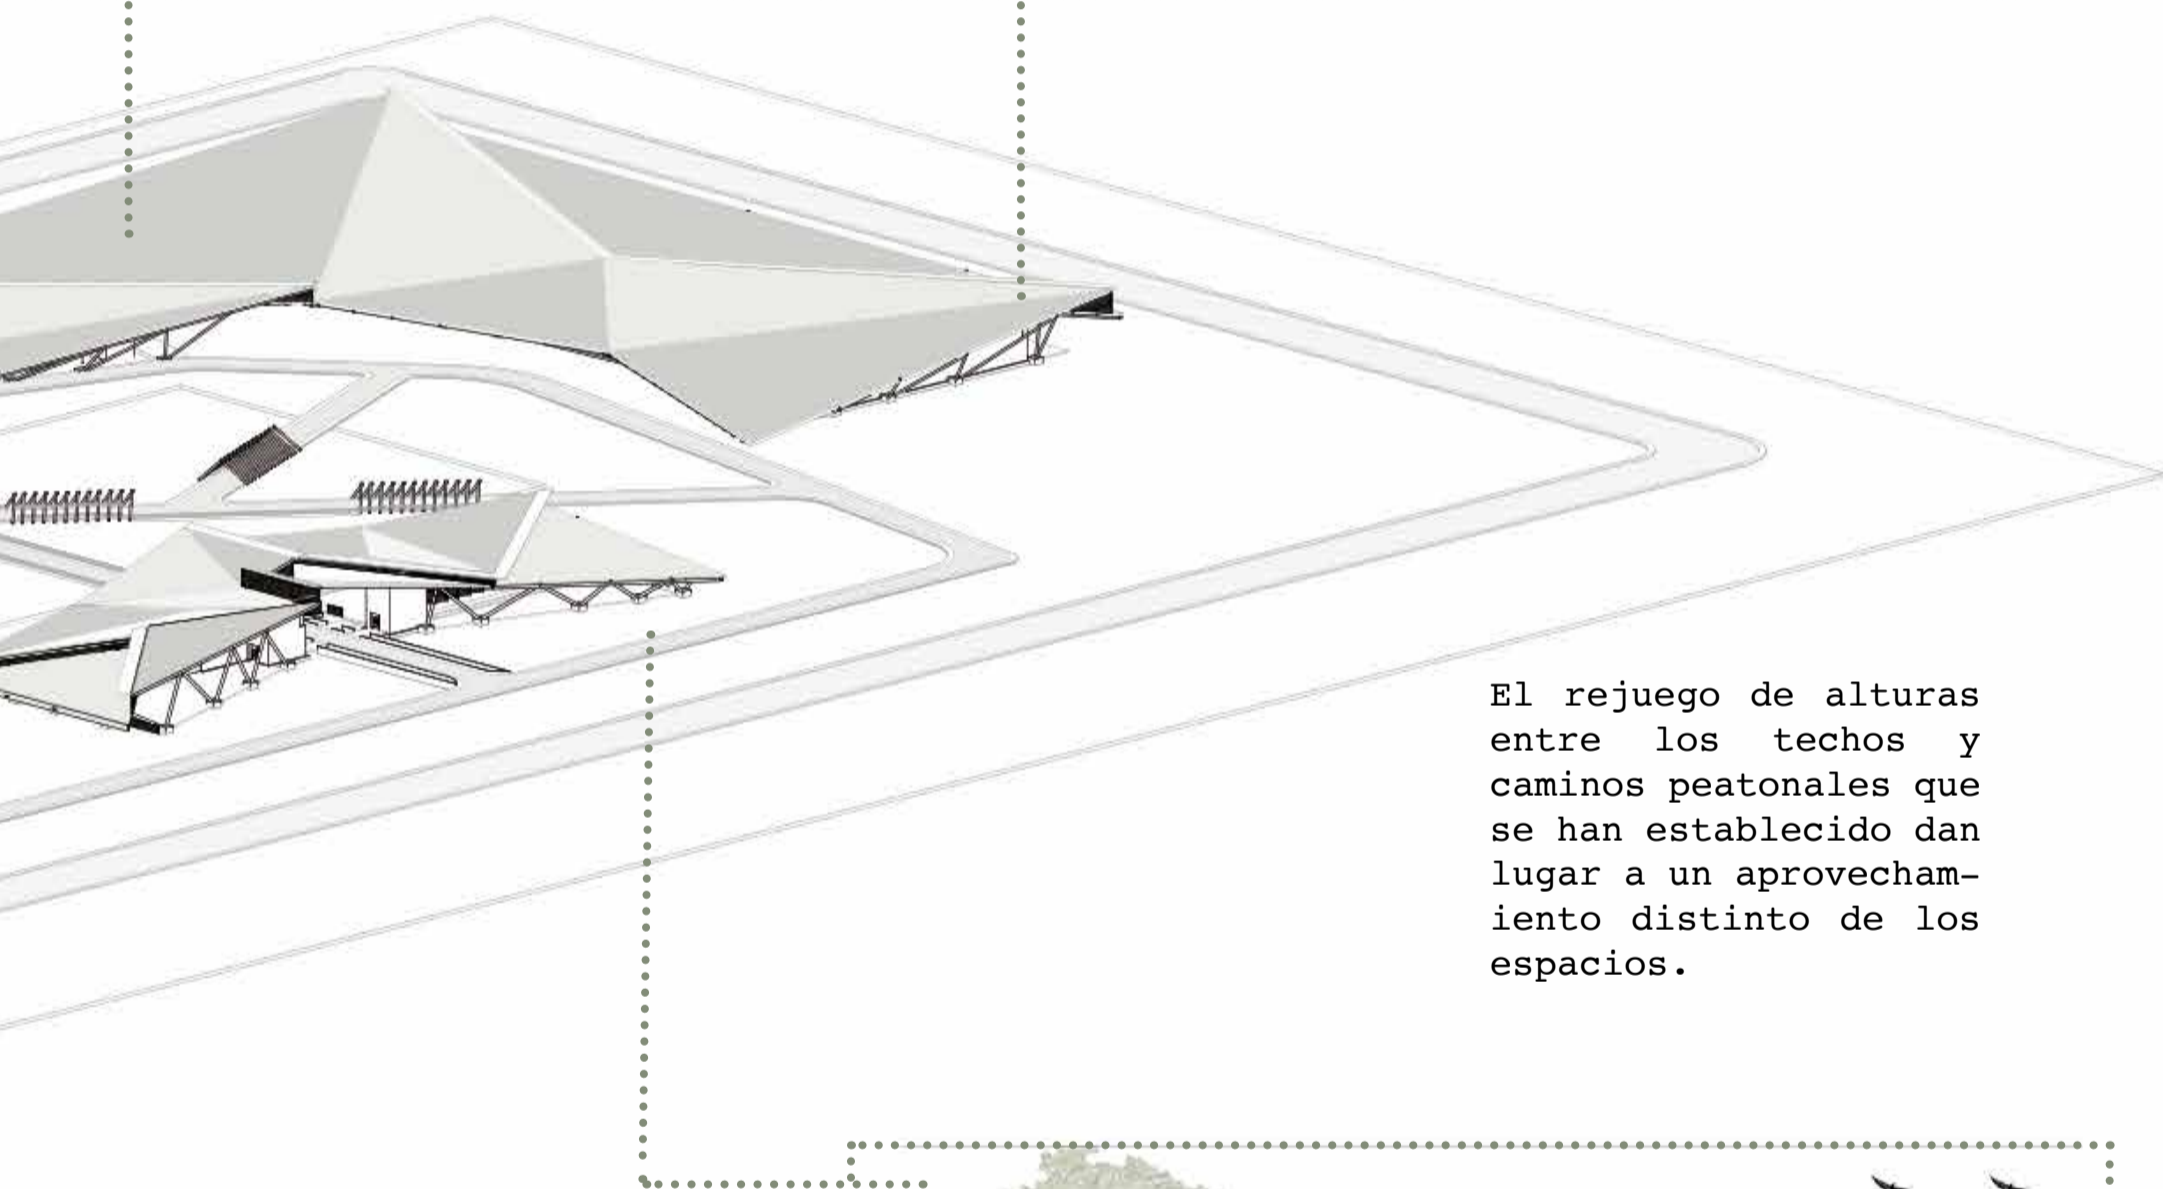 El rejuego de alturas
entre los techos y
caminos peatonales que
se han establecido dan
lugar a un aprovecham-
iento distinto de los
espacios.